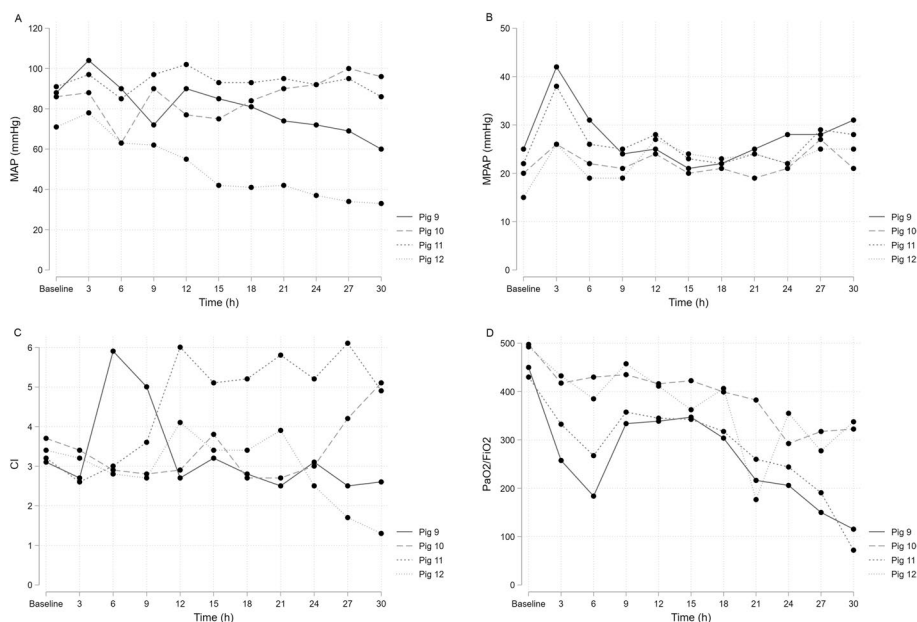 A
120
100
80
60
40
20
0
MAP (mmHg)
Baseline 3 6 9 12 15 18 21 24 27 30
Time (h)
Pig 9
Pig 10
Pig 11
Pig 12
B
50
40
30
20
10
0
MPAP (mmHg)
Baseline 3 6 9 12 15 18 21 24 27 30
Time (h)
Pig 9
Pig 10
Pig 11
Pig 12
C
6
5
4
3
2
1
0
CI
Baseline 3 6 9 12 15 18 21 24 27 30
Time (h)
Pig 9
Pig 10
Pig 11
Pig 12
D
500
400
300
200
100
0
PaO2/FiO2
Baseline 3 6 9 12 15 18 21 24 27 30
Time (h)
Pig 9
Pig 10
Pig 11
Pig 12